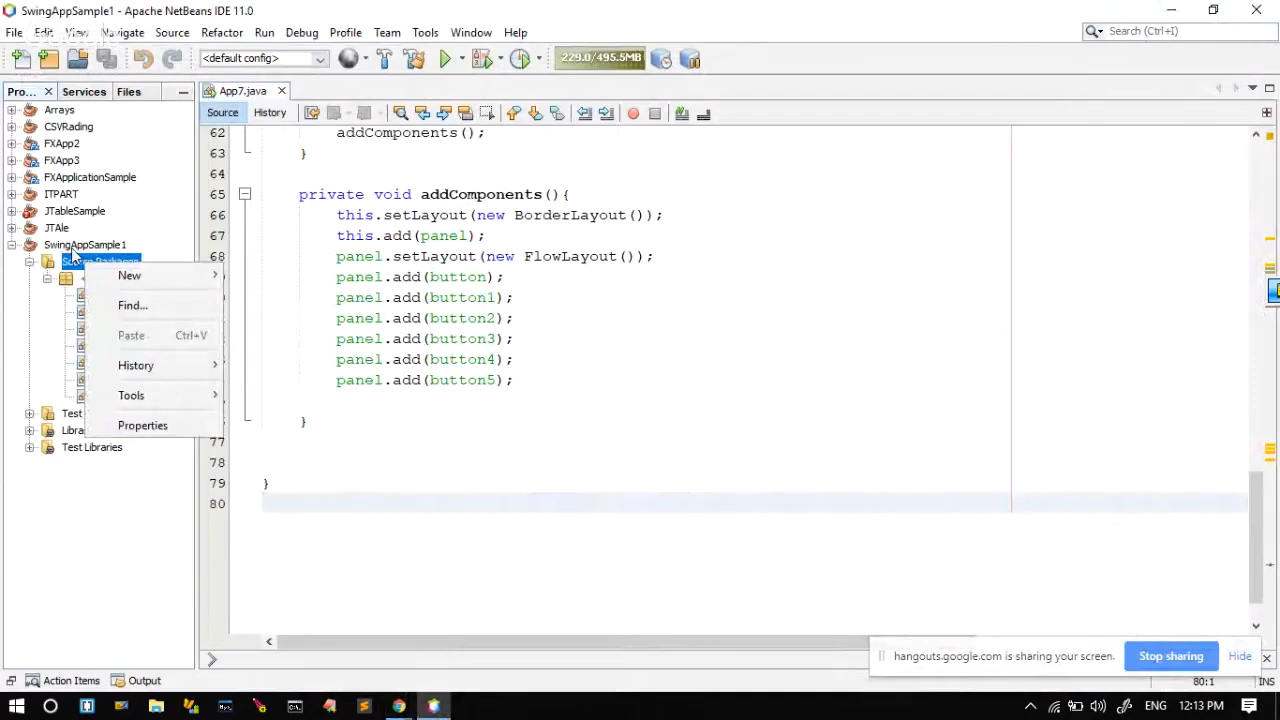 SwingAppSample1 - Apache NetBeans IDE 11.0
File Edit View Navigate Source Refactor Run Debug Profile Team Tools Window Help
Search (Ctrl+I)
<default config>
229.0/495.5MB
Pro... Services Files
App7.java
Source History
Arrays
CSVRading
FXApp2
FXApp3
FXApplicationSample
ITPART
JTableSample
JTAle
SwingAppSample1
Source Packages
Test
Libra
Test Libraries
New
Find...
Paste Ctrl+V
History
Tools
Properties
62 addComponents();
63 }
64
65 private void addComponents(){
66 this.setLayout(new BorderLayout());
67 this.add(panel);
68 panel.setLayout(new FlowLayout());
panel.add(button);
panel.add(button1);
panel.add(button2);
panel.add(button3);
panel.add(button4);
panel.add(button5);
}
77
78
79 }
80
hangouts.google.com is sharing your screen. Stop sharing Hide
Action Items Output
80:1 INS
ENG 12:13 PM